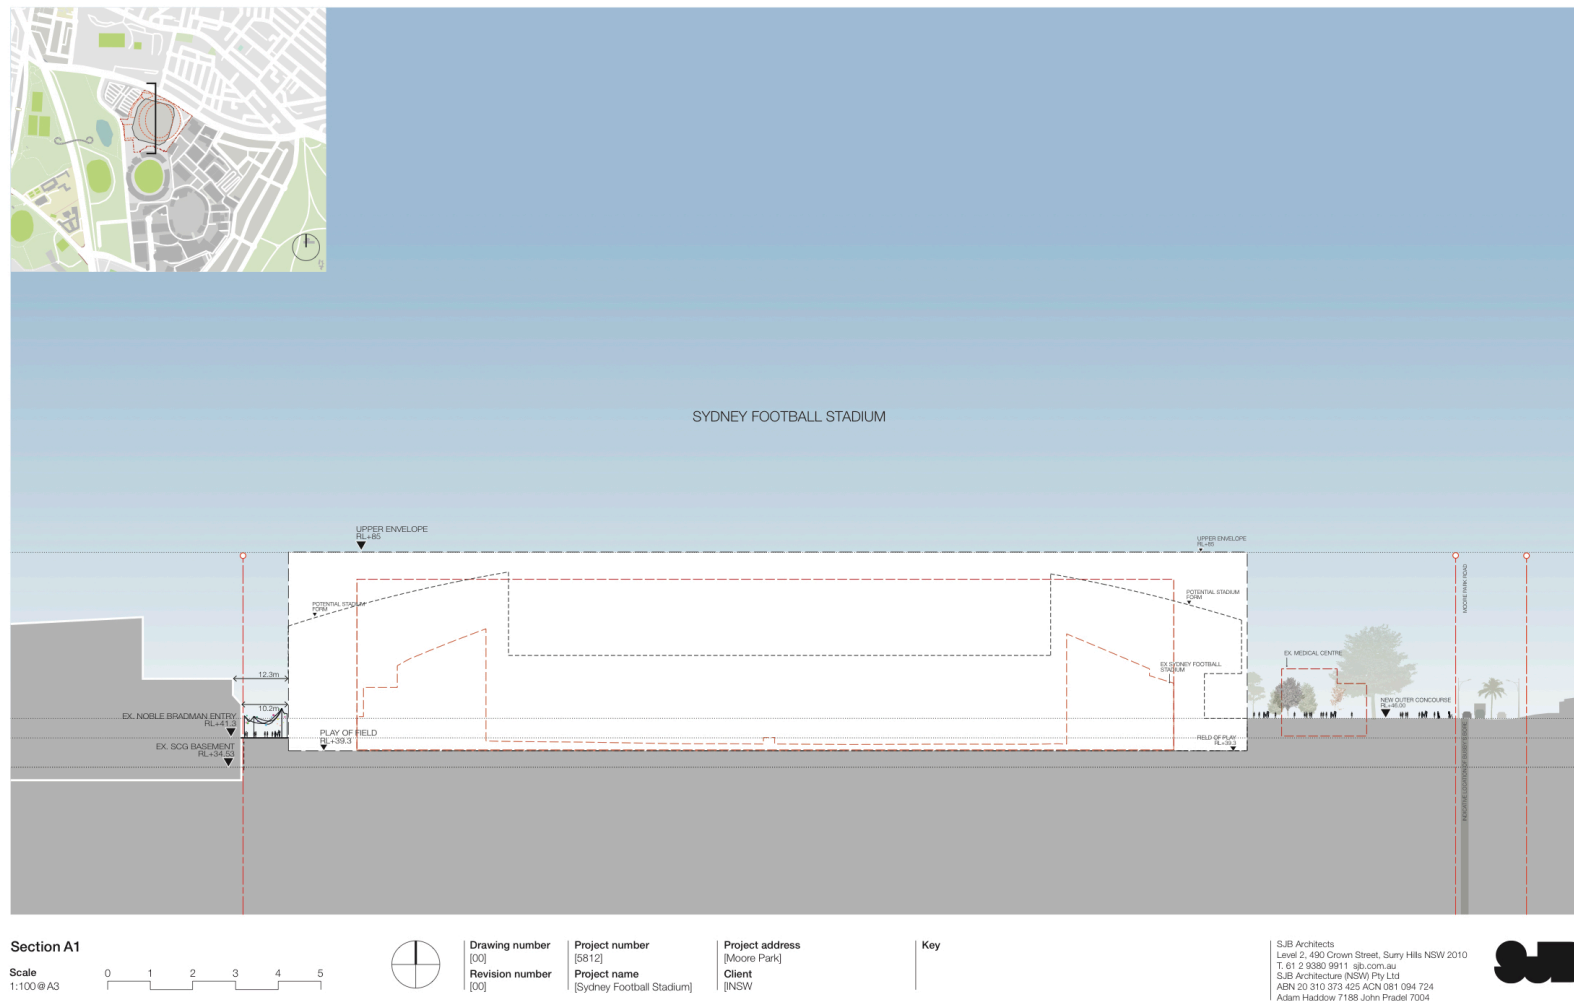 SYDNEY FOOTBALL STADIUM
UPPER ENVELOPE
RL+85
UPPER ENVELOPE
RL+85
POTENTIAL STADIUM
FORM
POTENTIAL STADIUM
FORM
MOORE PARK ROAD
EX. MEDICAL CENTRE
EX SYDNEY FOOTBALL
STADIUM
12.3m
10.2m
NEW OUTER CONCOURSE
RL+46.00
EX. NOBLE BRADMAN ENTRY
RL+41.3
PLAY OF FIELD
RL+39.3
FIELD OF PLAY
RL+39.3
EX. SCG BASEMENT
RL+34.53
Section A1
Scale
1:100@A3
0 1 2 3 4 5
Drawing number
[00]
Revision number
[00]
Project number
[5812]
Project name
[Sydney Football Stadium]
Project address
[Moore Park]
Client
[INSW
Key
SJB Architects
Level 2, 490 Crown Street, Surry Hills NSW 2010
T. 61 2 9380 9911 sjb.com.au
SJB Architecture (NSW) Pty Ltd
ABN 20 310 373 425 ACN 081 094 724
Adam Haddow 7188 John Pradel 7004
SJB